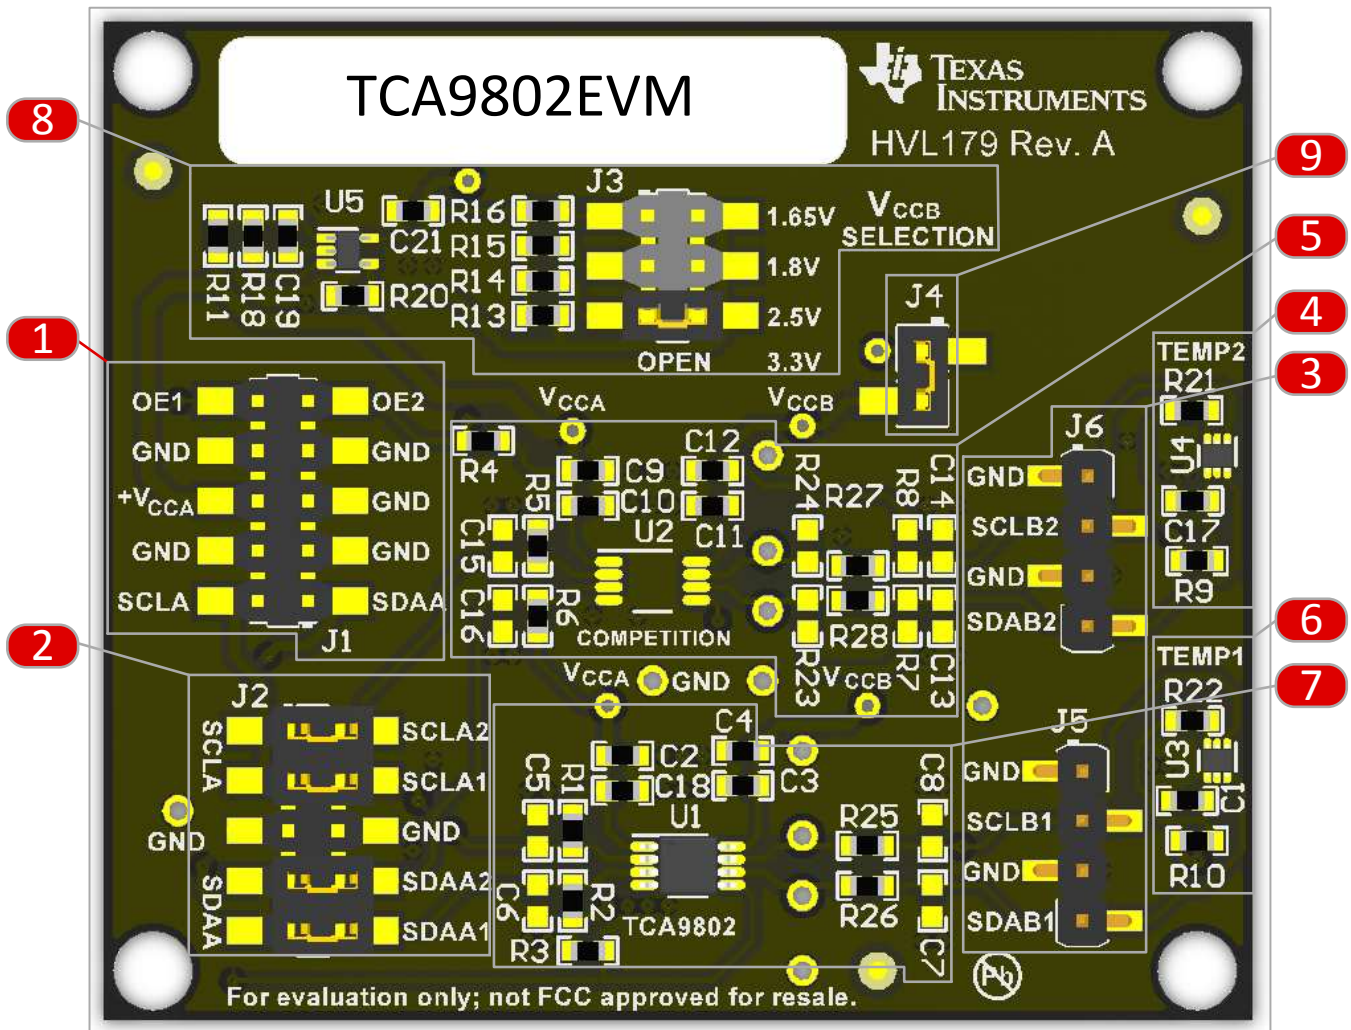 TCA9802EVM
TEXAS
INSTRUMENTS
HVL179 Rev. A
8
9
5
4
3
6
7
1
2
U5
C21
R16
R15
R14
R13
R11
R18
C19
R20
J3
1.65V
1.8V
2.5V
OPEN 3.3V
VCCB
SELECTION
J4
OE1
OE2
GND
GND
+VCCA
GND
GND
GND
SCLA
SDAA
J1
VCCA
VCCB
R4
R5
C9
C10
C12
C11
U2
C15
C16
R6
COMPETITION
R24
R27
R8
C14
R28
R23
R7
C13
VCCA
GND
VCCB
J6
GND
SCLB2
GND
SDAB2
TEMP2
R21
U4
C17
R9
TEMP1
R22
U3
C1
R10
J2
SCLA
SCLA2
SCLA1
GND
GND
SDAA
SDAA2
SDAA1
C4
C2
C18
C3
C5
R1
U1
C6
R2
R3
TCA9802
R25
R26
C8
C7
J5
GND
SCLB1
GND
SDAB1
Pb
For evaluation only; not FCC approved for resale.